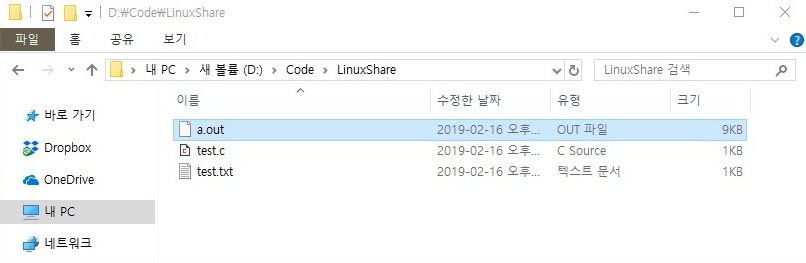 D:₩Code₩LinuxShare
파일 홈 공유 보기
내 PC 새 볼륨 (D:) Code LinuxShare LinuxShare 검색
이름 수정한 날짜 유형 크기
바로 가기
Dropbox
OneDrive
내 PC
네트워크
a.out 2019-02-16 오후... OUT 파일 9KB
test.c 2019-02-16 오후... C Source 1KB
test.txt 2019-02-16 오후... 텍스트 문서 1KB